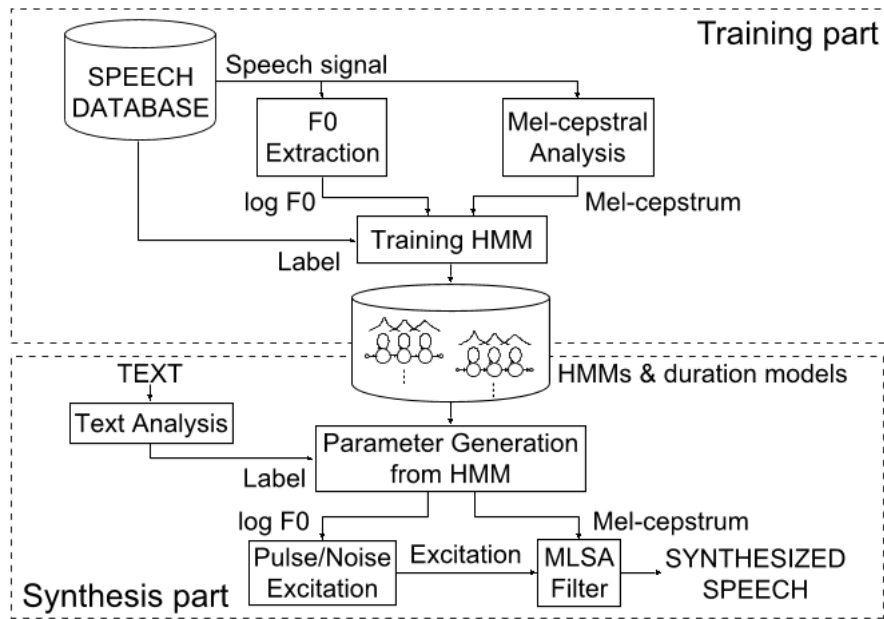 Training part
SPEECH
DATABASE
Speech signal
F0
Extraction
Mel-cepstral
Analysis
log F0
Mel-cepstrum
Training HMM
Label
HMMs & duration models
TEXT
Text Analysis
Parameter Generation
from HMM
Label
log F0
Mel-cepstrum
Pulse/Noise
Excitation
Excitation
MLSA
Filter
SYNTHESIZED
SPEECH
Synthesis part